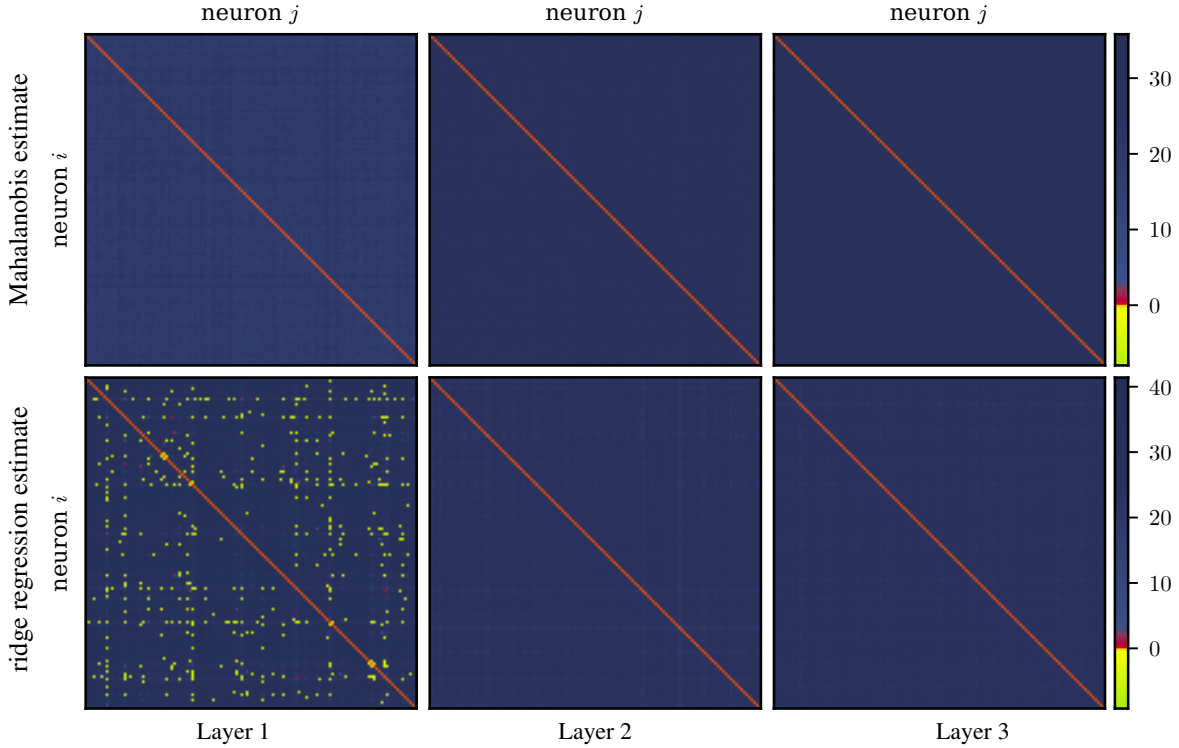 neuron j
neuron j
neuron j
Mahalanobis estimate
neuron i
30
20
10
0
ridge regression estimate
neuron i
40
30
20
10
0
Layer 1
Layer 2
Layer 3